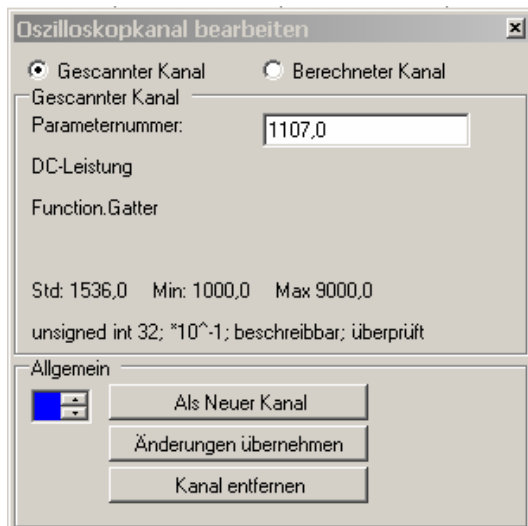 Oszilloskopkanal bearbeiten
Gescannter Kanal Berechneter Kanal
Gescannter Kanal
Parameternummer: 1107,0
DC-Leistung
Function.Gatter
Std: 1536,0 Min: 1000,0 Max 9000,0
unsigned int 32; *10^-1; beschreibbar; überprüft
Allgemein
Als Neuer Kanal
Änderungen übernehmen
Kanal entfernen